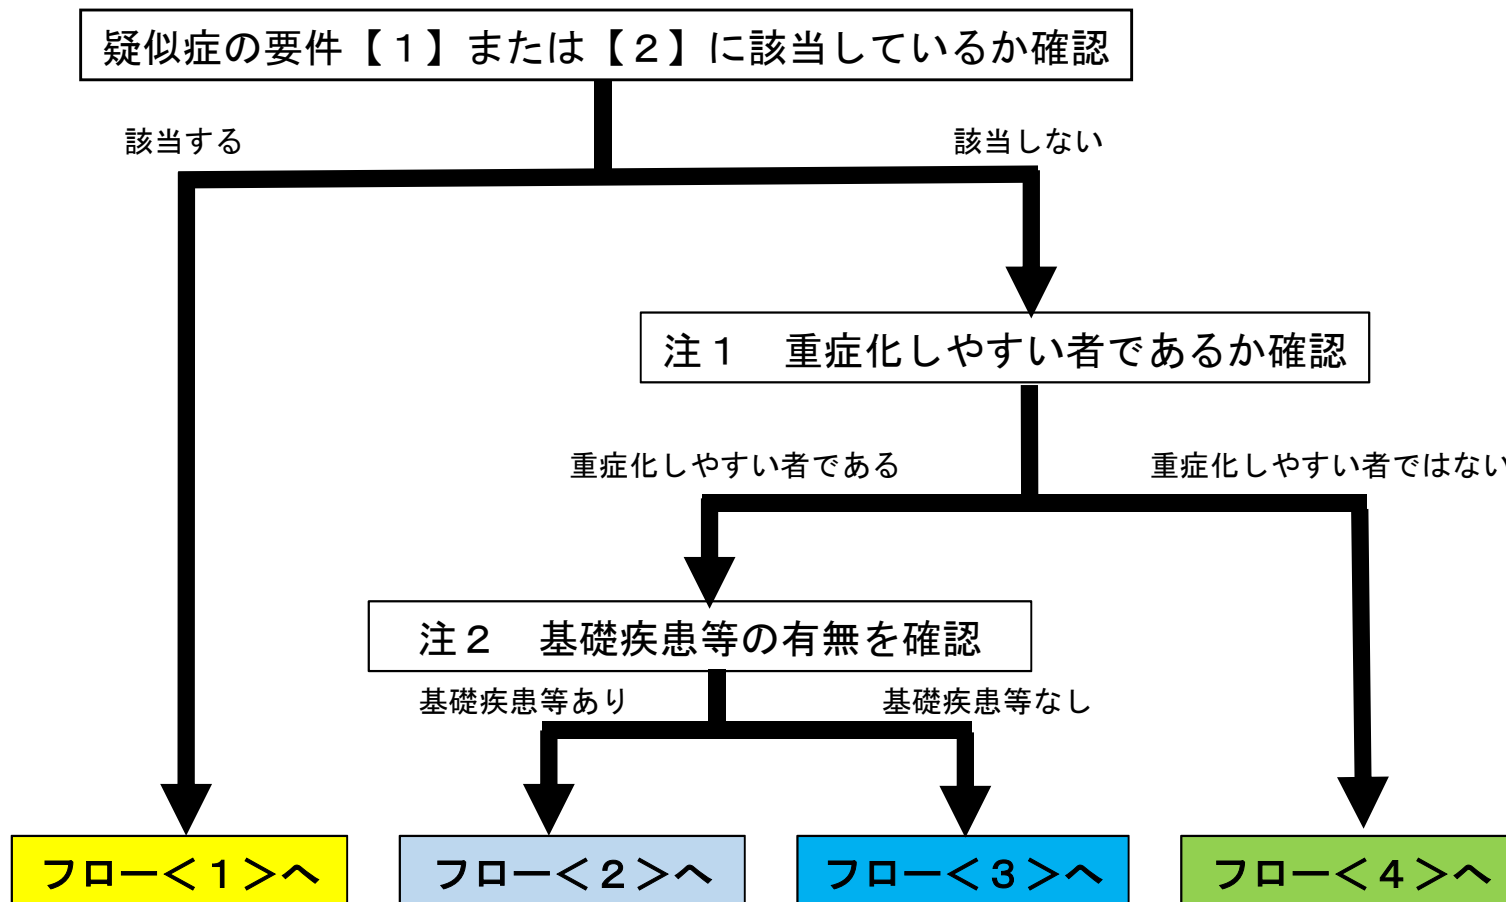 疑似症の要件【１】または【２】に該当しているか確認
該当する
該当しない
注１　重症化しやすい者であるか確認
重症化しやすい者である
重症化しやすい者ではない
注２　基礎疾患等の有無を確認
基礎疾患等あり
基礎疾患等なし
フロー＜１＞へ
フロー＜２＞へ
フロー＜３＞へ
フロー＜４＞へ